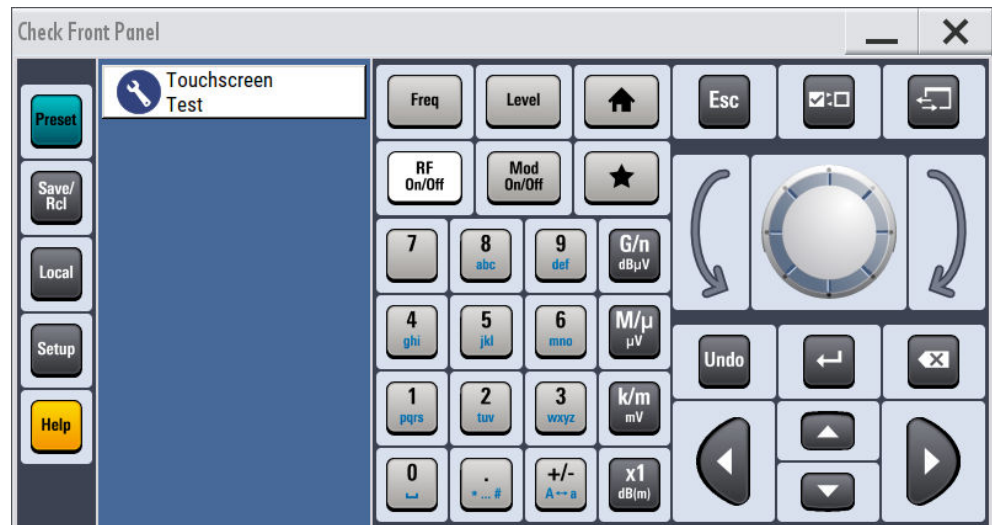 Check Front Panel
Touchscreen
Test
Preset
Save/
Rcl
Local
Setup
Help
Freq
Level
Esc
RF
On/Off
Mod
On/Off
7
8
abc
9
def
G/n
dBµV
4
ghi
5
jkl
6
mno
M/µ
µV
Undo
1
pqrs
2
tuv
3
wxyz
k/m
mV
0
.
* ... #
+/-
A↔a
x1
dB(m)